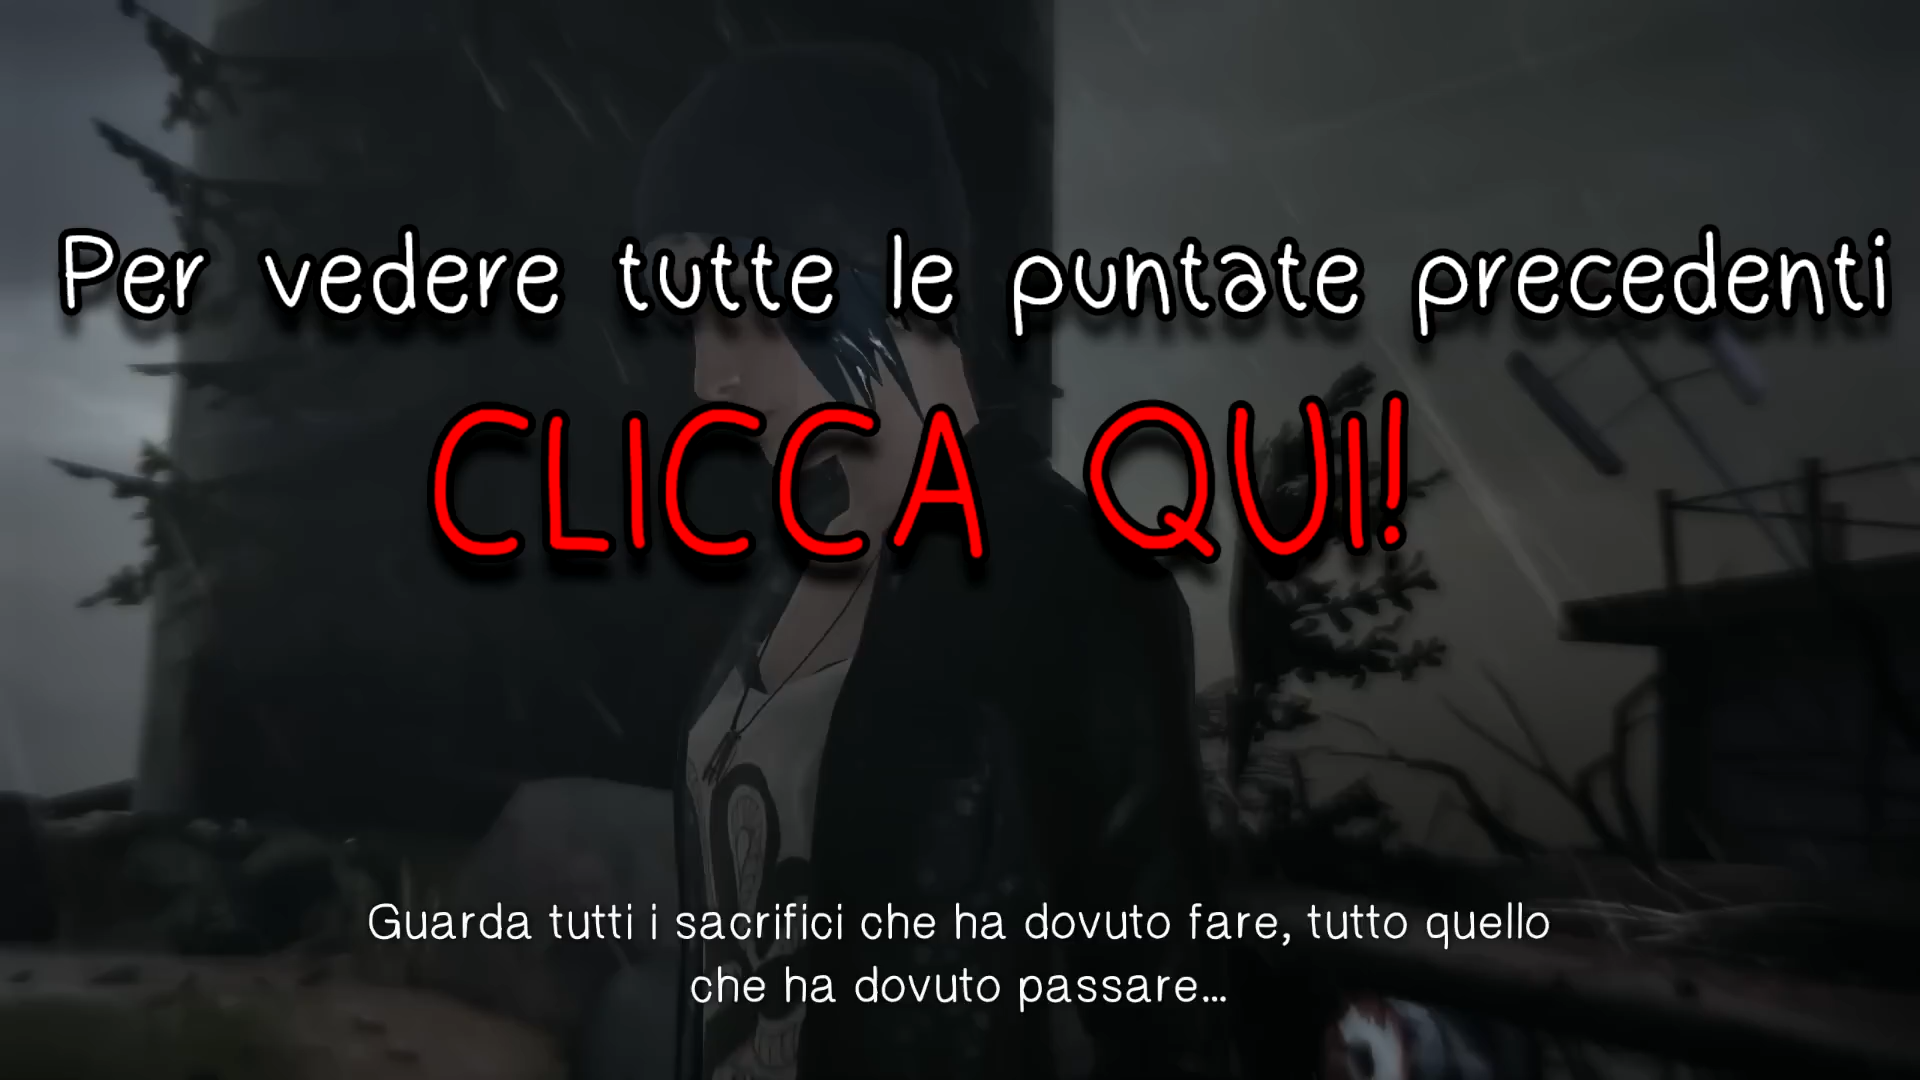 Per vedere tutte le puntate precedenti
CLICCA QUI!
Guarda tutti i sacrifici che ha dovuto fare, tutto quello
che ha dovuto passare...